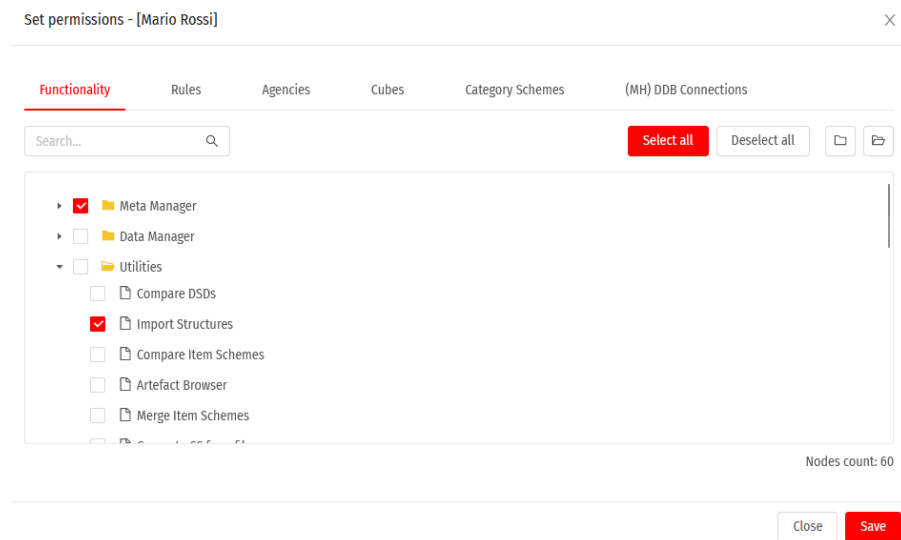 Set permissions - [Mario Rossi]
Functionality Rules Agencies Cubes Category Schemes (MH) DDB Connections
Search... Select all Deselect all
Meta Manager
Data Manager
Utilities
Compare DSDs
Import Structures
Compare Item Schemes
Artefact Browser
Merge Item Schemes
Nodes count: 60
Close Save